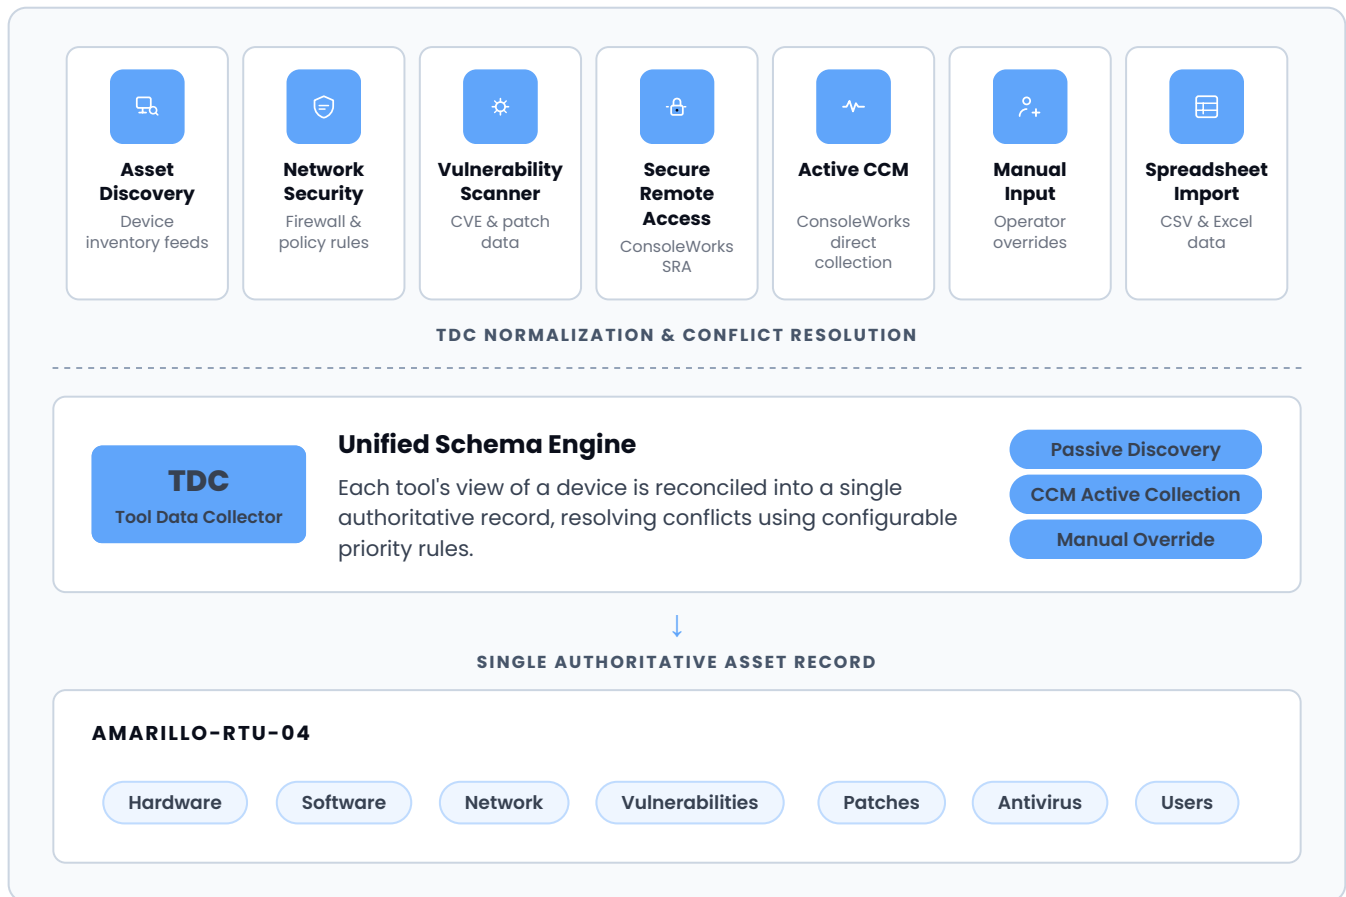 Asset
Discovery
Device
inventory feeds
Network
Security
Firewall &
policy rules
Vulnerability
Scanner
CVE & patch
data
Secure
Remote
Access
ConsoleWorks
SRA
Active CCM
ConsoleWorks
direct
collection
Manual
Input
Operator
overrides
Spreadsheet
Import
CSV & Excel
data
TDC NORMALIZATION & CONFLICT RESOLUTION
TDC
Tool Data Collector
Unified Schema Engine
Each tool's view of a device is reconciled into a single
authoritative record, resolving conflicts using configurable
priority rules.
Passive Discovery
CCM Active Collection
Manual Override
↓
SINGLE AUTHORITATIVE ASSET RECORD
AMARILLO-RTU-04
Hardware
Software
Network
Vulnerabilities
Patches
Antivirus
Users